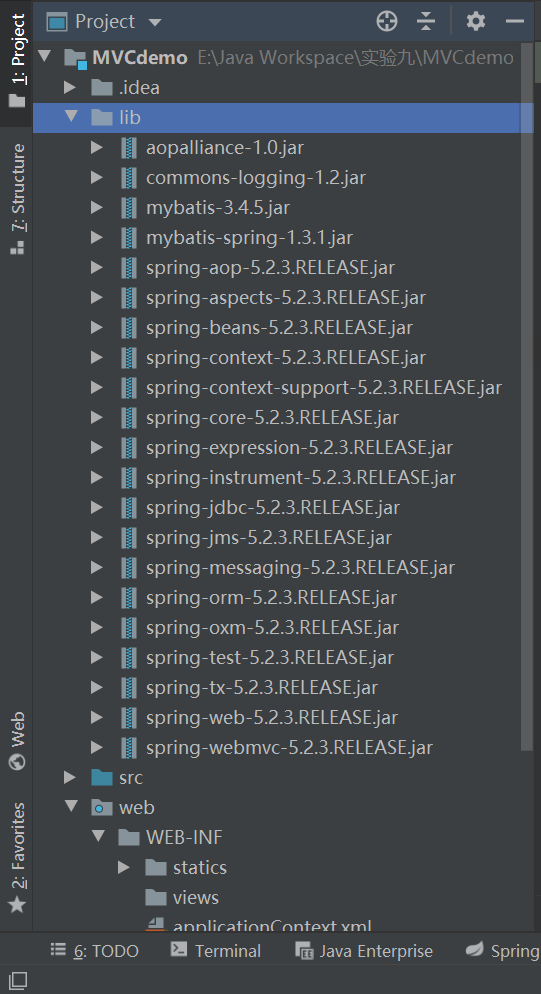 Project
MVCdemo E:\Java Workspace\实验九\MVCdemo
.idea
lib
aopalliance-1.0.jar
commons-logging-1.2.jar
mybatis-3.4.5.jar
mybatis-spring-1.3.1.jar
spring-aop-5.2.3.RELEASE.jar
spring-aspects-5.2.3.RELEASE.jar
spring-beans-5.2.3.RELEASE.jar
spring-context-5.2.3.RELEASE.jar
spring-context-support-5.2.3.RELEASE.jar
spring-core-5.2.3.RELEASE.jar
spring-expression-5.2.3.RELEASE.jar
spring-instrument-5.2.3.RELEASE.jar
spring-jdbc-5.2.3.RELEASE.jar
spring-jms-5.2.3.RELEASE.jar
spring-messaging-5.2.3.RELEASE.jar
spring-orm-5.2.3.RELEASE.jar
spring-oxm-5.2.3.RELEASE.jar
spring-test-5.2.3.RELEASE.jar
spring-tx-5.2.3.RELEASE.jar
spring-web-5.2.3.RELEASE.jar
spring-webmvc-5.2.3.RELEASE.jar
src
web
WEB-INF
statics
views
applicationContext.xml
1: Project
7: Structure
Web
2: Favorites
6: TODO Terminal Java Enterprise Spring